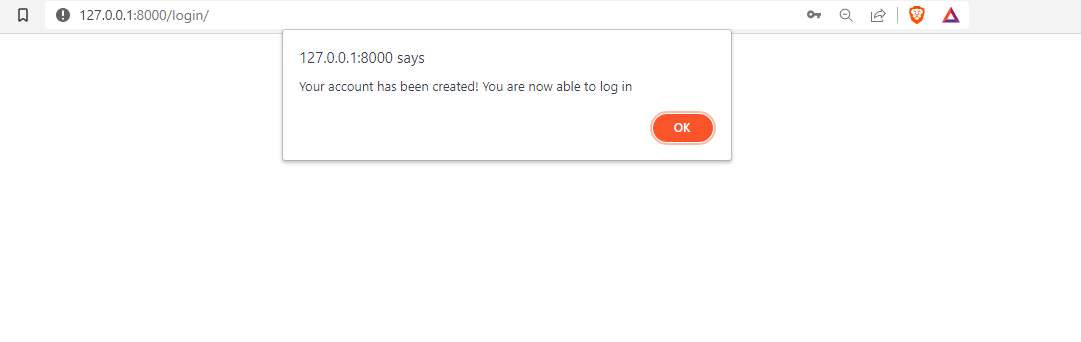 127.0.0.1:8000/login/
127.0.0.1:8000 says
Your account has been created! You are now able to log in
OK